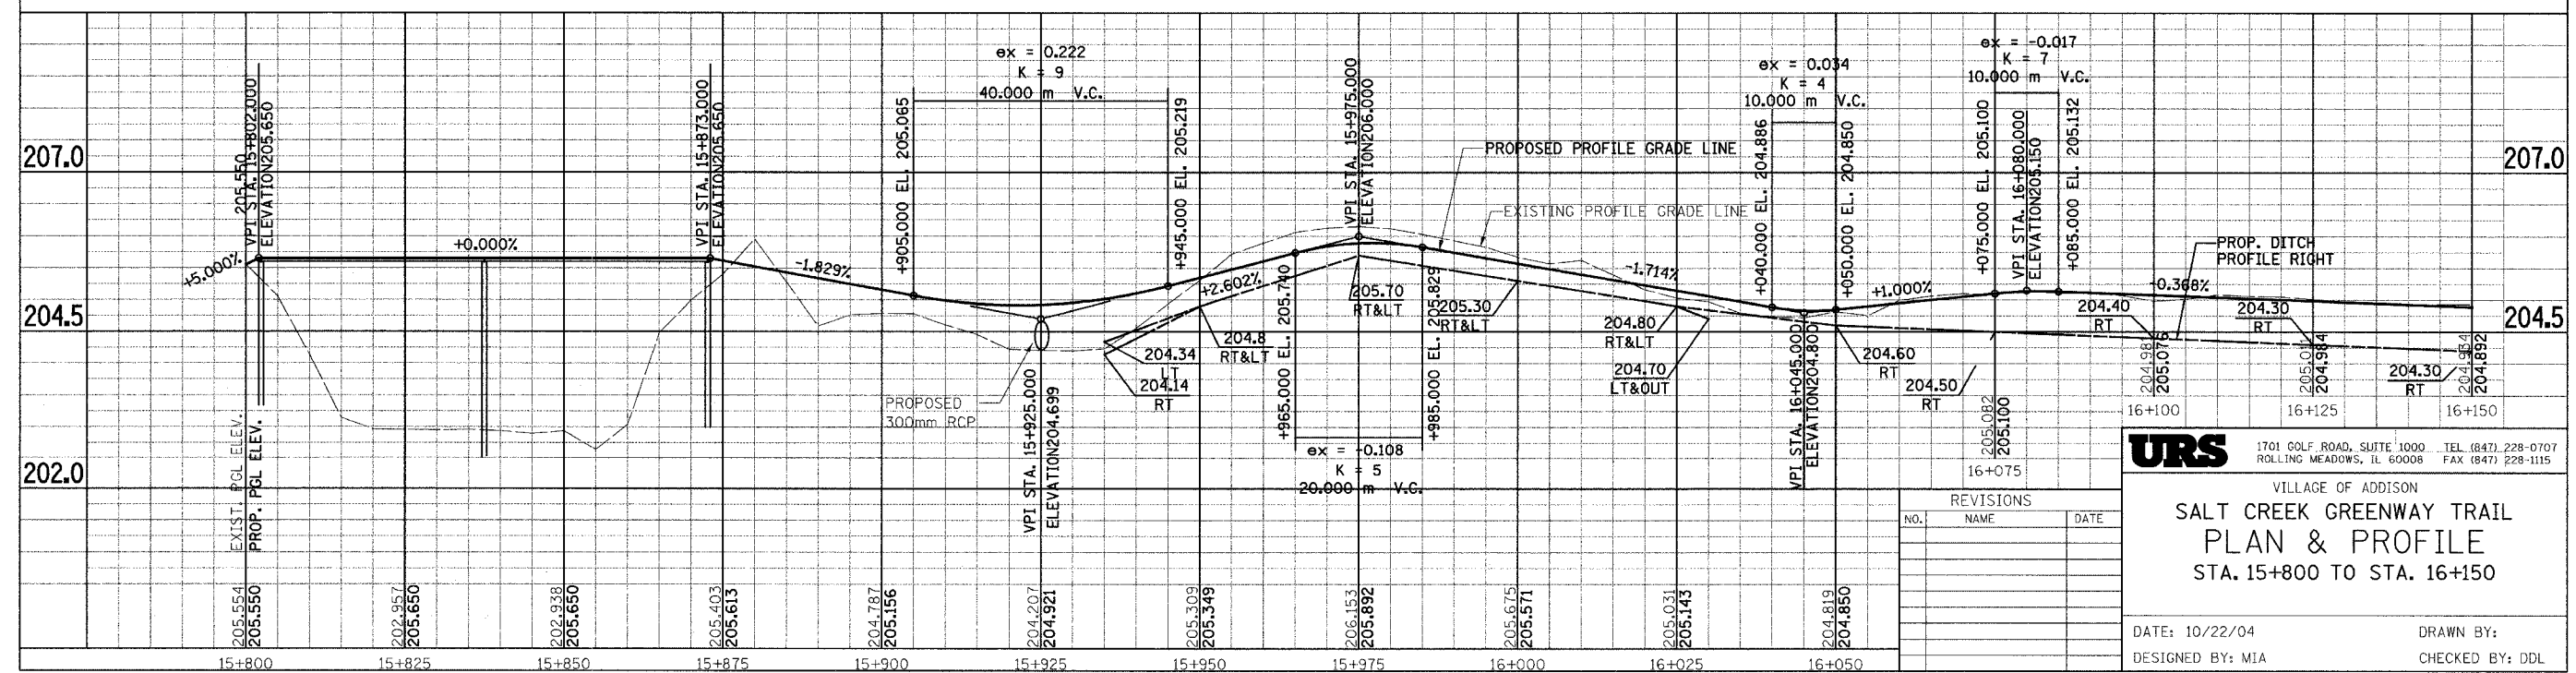 207.0
204.5
202.0
207.0
204.5
205.550
VPI STA. 15+802.000
ELEVATION205.650
+5.000%
+0.000%
VPI STA. 15+873.000
ELEVATION205.650
-1.829%
ex = 0.222
K = 9
40.000 m V.C.
+905.000 EL. 205.065
+945.000 EL. 205.219
PROPOSED
300mm RCP
VPI STA. 15+925.000
ELEVATION204.699
204.34
LT
204.14
RT
204.8
RT&LT
+2.602%
VPI STA. 15+975.000
ELEVATION206.000
+965.000 EL. 205.740
+985.000 EL. 205.829
ex = -0.108
K = 5
20.000 m V.C.
205.70
RT&LT
205.30
RT&LT
PROPOSED PROFILE GRADE LINE
EXISTING PROFILE GRADE LINE
-1.714%
204.80
RT&LT
204.70
LT&OUT
ex = 0.034
K = 4
10.000 m V.C.
+040.000 EL. 204.886
+050.000 EL. 204.850
VPI STA. 16+045.000
ELEVATION204.800
204.60
RT
+1.000%
204.50
RT
ex = -0.017
K = 7
10.000 m V.C.
+075.000 EL. 205.100
VPI STA. 16+080.000
ELEVATION205.150
+085.000 EL. 205.132
PROP. DITCH
PROFILE RIGHT
-0.368%
204.40
RT
204.30
RT
204.30
RT
EXIST PGL ELEV.
PROP. PGL ELEV.
205.554
205.550
15+800
202.957
205.650
15+825
202.938
205.650
15+850
205.403
205.613
15+875
204.787
205.156
15+900
204.207
204.921
15+925
205.309
205.349
15+950
206.153
205.892
15+975
205.675
205.571
16+000
205.031
205.143
16+025
204.819
204.850
16+050
205.082
205.100
16+075
205.076
16+100
204.984
16+125
204.934
204.892
16+150
REVISIONS
NO. NAME DATE
URS
1701 GOLF ROAD, SUITE 1000 TEL (847) 228-0707
ROLLING MEADOWS, IL 60008 FAX (847) 228-1115
VILLAGE OF ADDISON
SALT CREEK GREENWAY TRAIL
PLAN & PROFILE
STA. 15+800 TO STA. 16+150
DATE: 10/22/04 DRAWN BY:
DESIGNED BY: MIA CHECKED BY: DDL